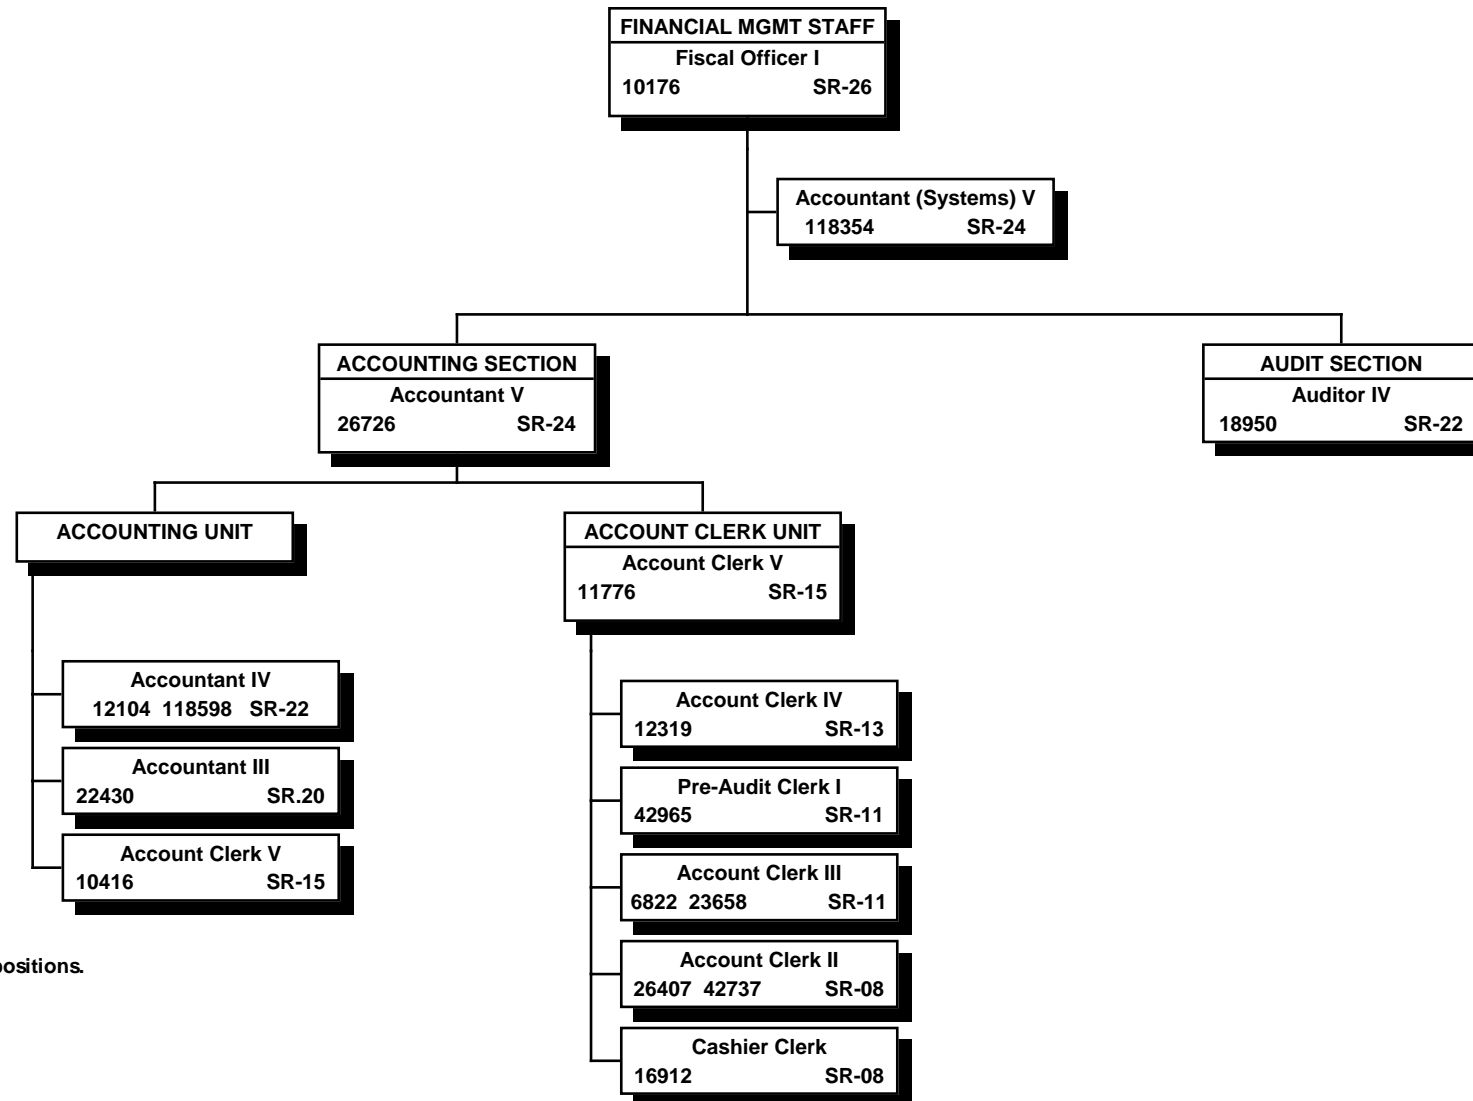 FINANCIAL MGMT STAFF
Fiscal Officer I
10176 SR-26
Accountant (Systems) V
118354 SR-24
ACCOUNTING SECTION
Accountant V
26726 SR-24
AUDIT SECTION
Auditor IV
18950 SR-22
ACCOUNTING UNIT
ACCOUNT CLERK UNIT
Account Clerk V
11776 SR-15
Accountant IV
12104 118598 SR-22
Accountant III
22430 SR.20
Account Clerk V
10416 SR-15
Account Clerk IV
12319 SR-13
Pre-Audit Clerk I
42965 SR-11
Account Clerk III
6822 23658 SR-11
Account Clerk II
26407 42737 SR-08
Cashier Clerk
16912 SR-08
positions.